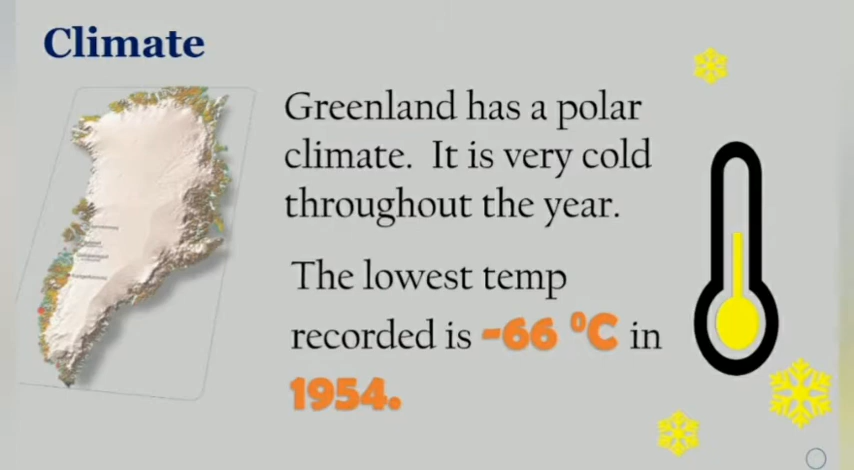 Climate
Greenland has a polar
climate. It is very cold
throughout the year.
The lowest temp
recorded is -66 ⁰C in
1954.